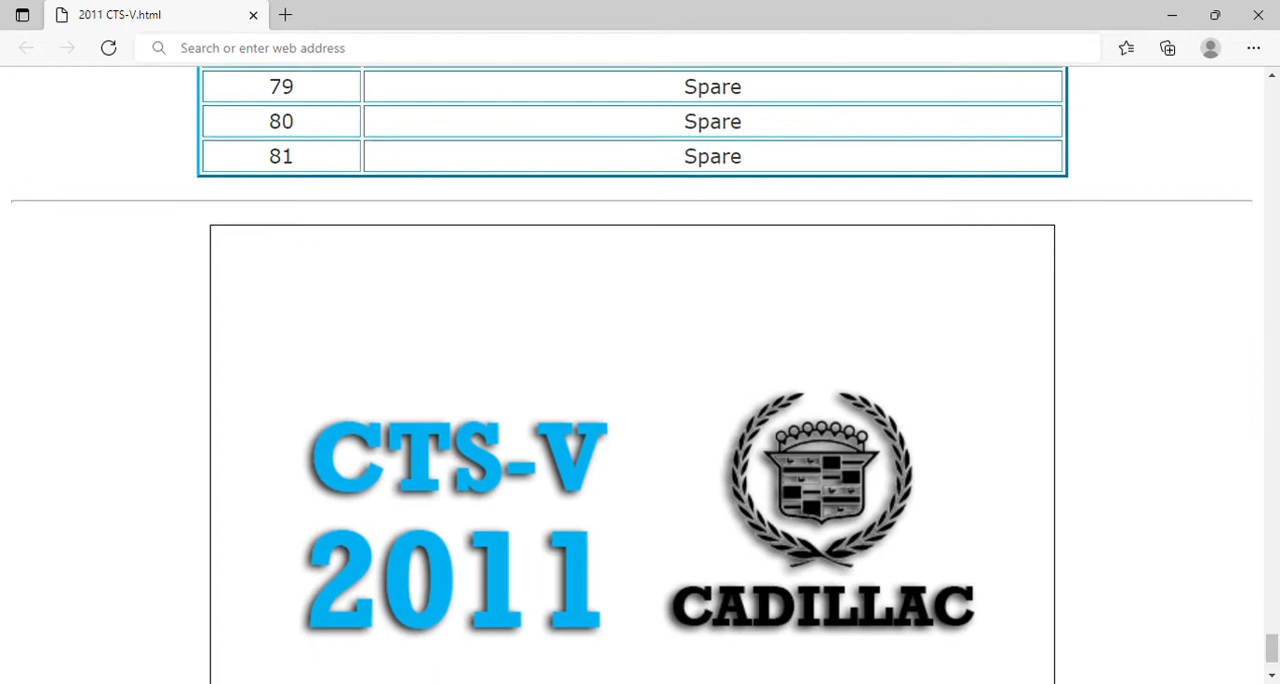 2011 CTS-V.html
Search or enter web address
79 Spare
80 Spare
81 Spare
CTS-V
2011
CADILLAC